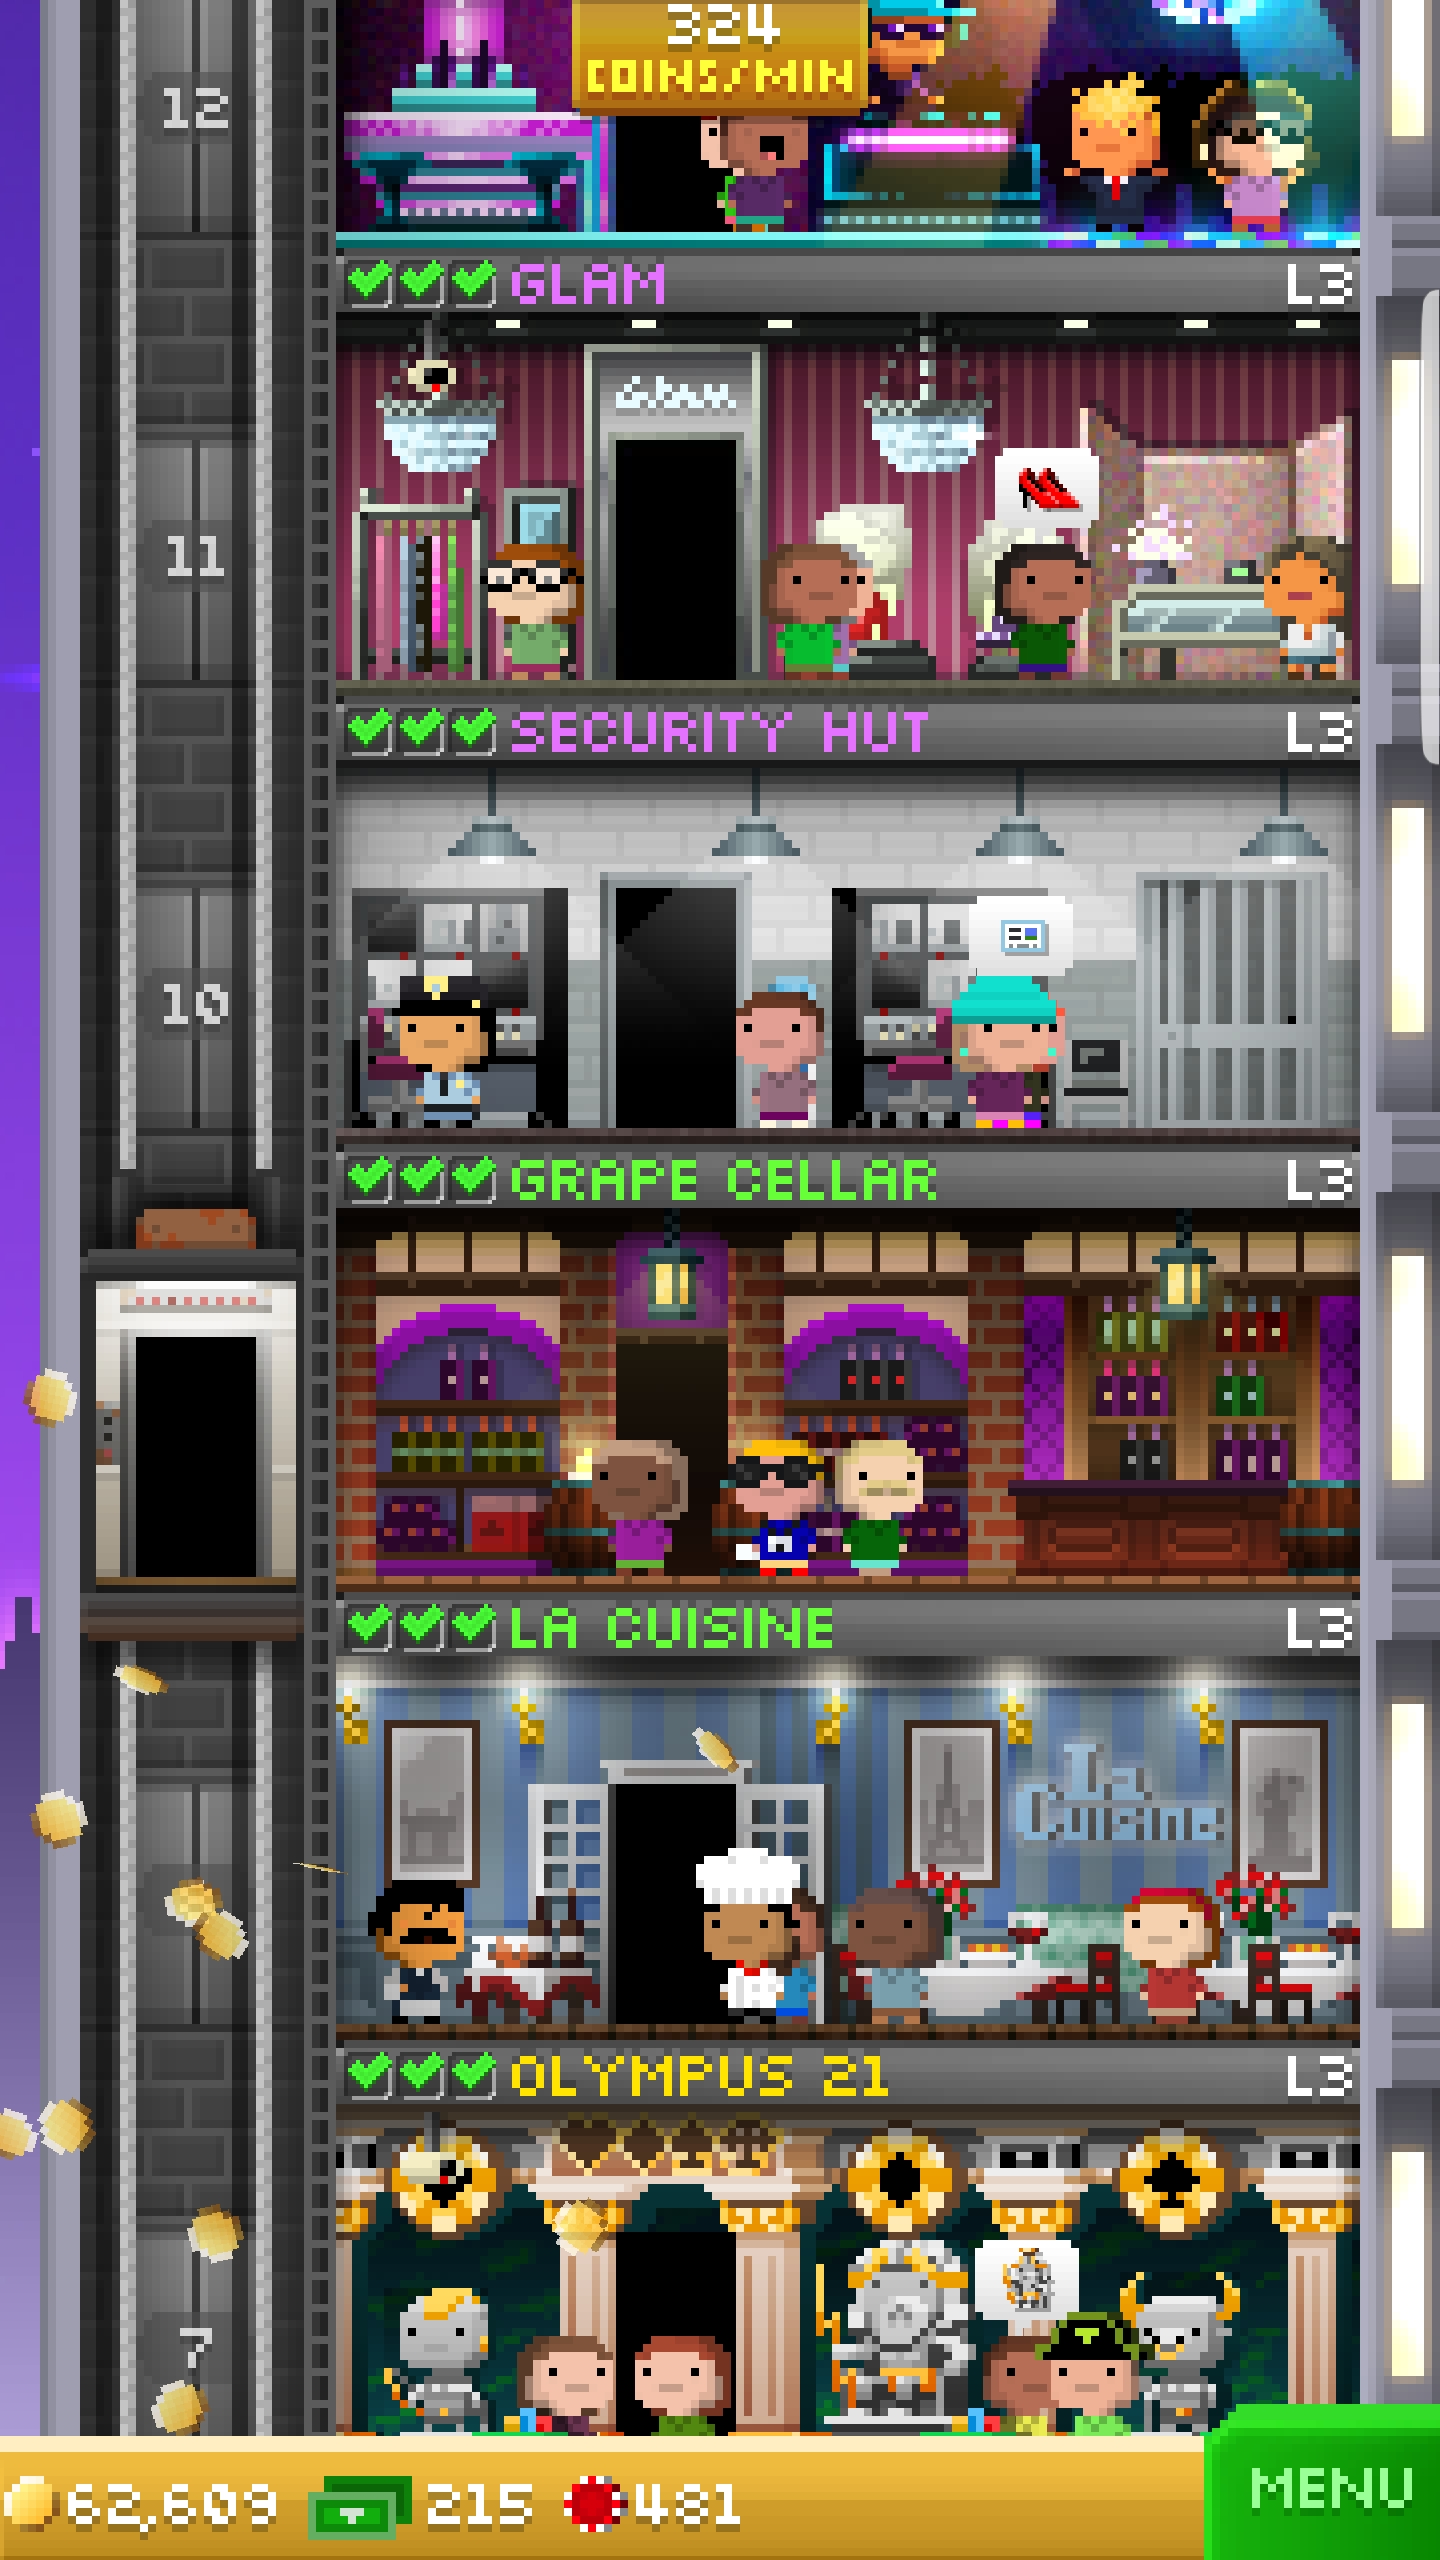 324
COINS/MIN
12
GLAM L3
Glam
11
SECURITY HUT L3
10
GRAPE CELLAR L3
LA CUISINE L3
La
Cuisine
OLYMPUS 21 L3
7
62,609 215 481
MENU